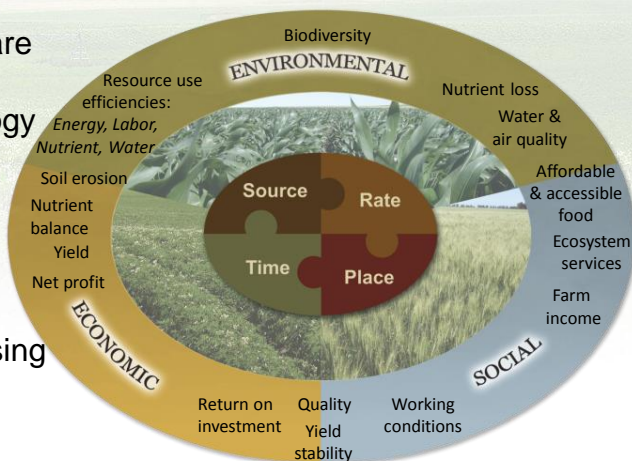 are
ogy
sing
Biodiversity
ENVIRONMENTAL
Resource use
efficiencies:
Energy, Labor,
Nutrient, Water
Nutrient loss
Water &
air quality
Soil erosion
Nutrient
balance
Yield
Net profit
ECONOMIC
Source
Rate
Time
Place
Affordable
& accessible
food
Ecosystem
services
Farm
income
SOCIAL
Return on
investment
Quality
Yield
stability
Working
conditions